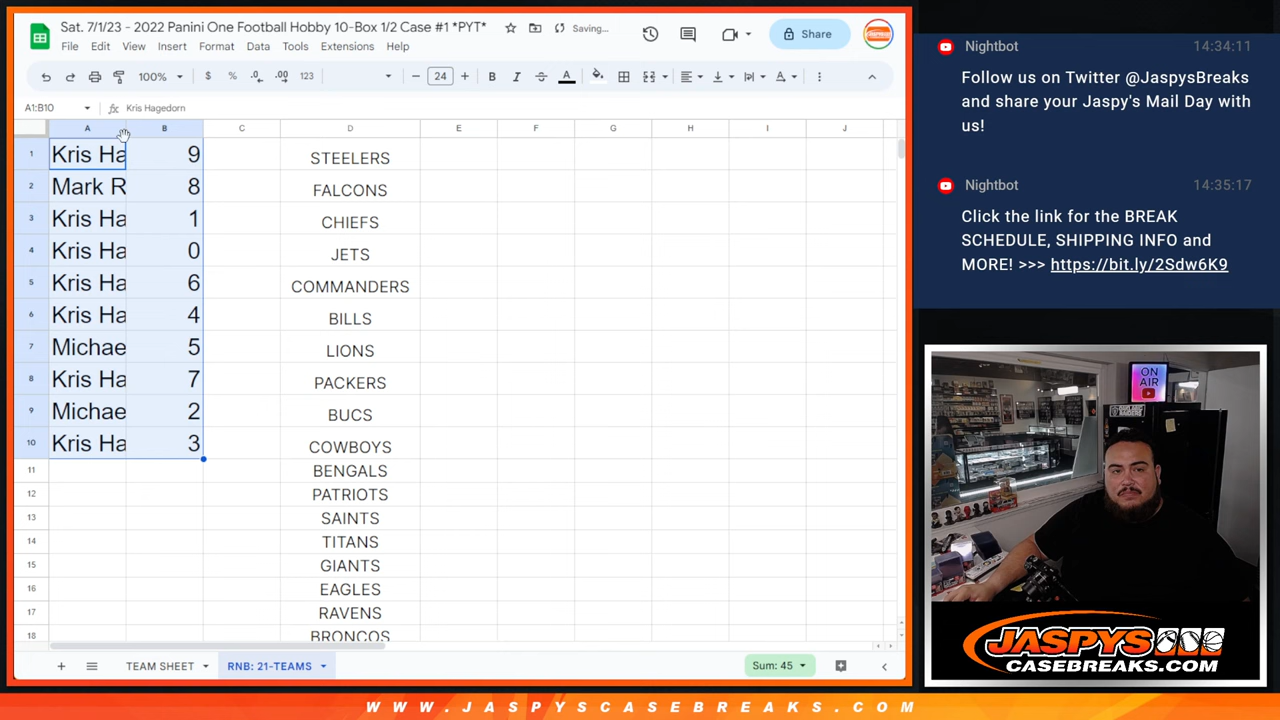 Sat. 7/1/23 - 2022 Panini One Football Hobby 10-Box 1/2 Case #1 *PYT*
Saving...
Share
File Edit View Insert Format Data Tools Extensions Help
100% $ % .0 .00 123 24 B I A
A1:B10 fx Kris Hagedorn
A B C D E F G H I J
1 Kris Ha 9 STEELERS
2 Mark R 8 FALCONS
3 Kris Ha 1 CHIEFS
4 Kris Ha 0 JETS
5 Kris Ha 6 COMMANDERS
6 Kris Ha 4 BILLS
7 Michae 5 LIONS
8 Kris Ha 7 PACKERS
9 Michae 2 BUCS
10 Kris Ha 3 COWBOYS
11 BENGALS
12 PATRIOTS
13 SAINTS
14 TITANS
15 GIANTS
16 EAGLES
17 RAVENS
18 BRONCOS
TEAM SHEET
RNB: 21-TEAMS
Sum: 45
Nightbot 14:34:11
Follow us on Twitter @JaspysBreaks
and share your Jaspy's Mail Day with
us!
Nightbot 14:35:17
Click the link for the BREAK
SCHEDULE, SHIPPING INFO and
MORE! >>> https://bit.ly/2Sdw6K9
ON
AIR
JASPYS
CASEBREAKS.COM
WWW.JASPYSCASEBREAKS.COM